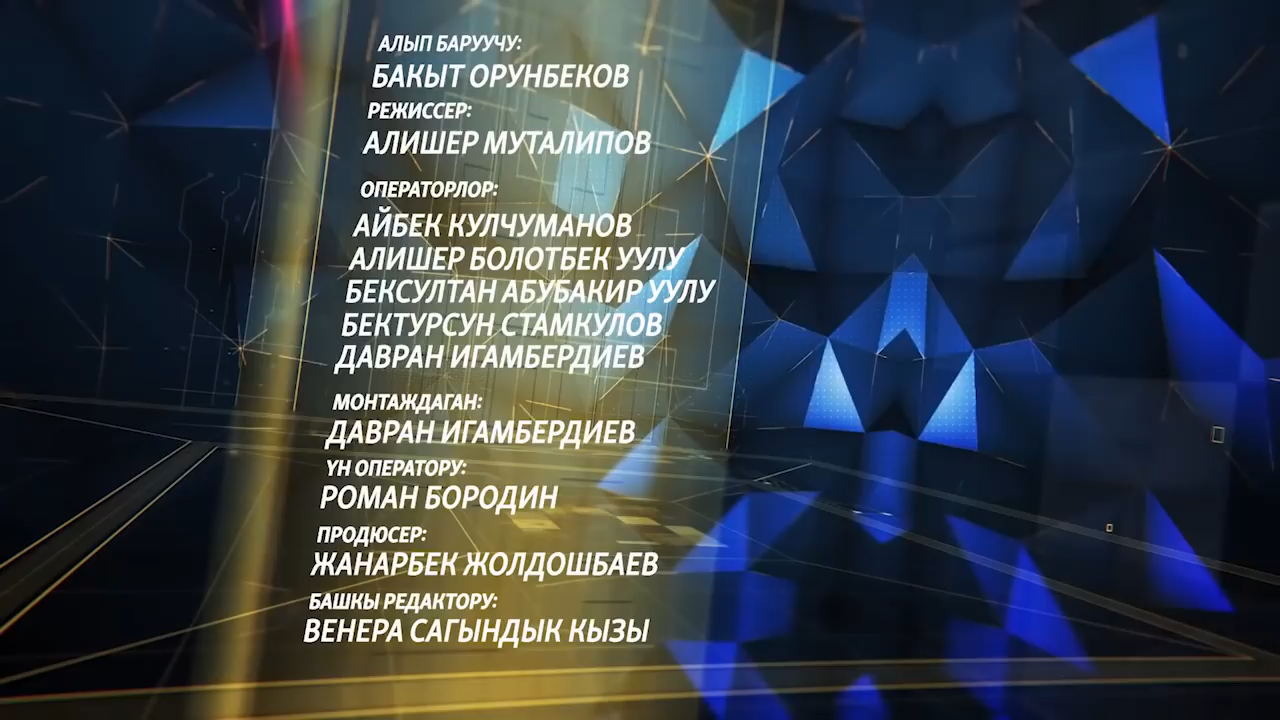 АЛЫП БАРУУЧУ:
БАКЫТ ОРУНБЕКОВ
РЕЖИССЕР:
АЛИШЕР МУТАЛИПОВ
ОПЕРАТОРЛОР:
АЙБЕК КУЛЧУМАНОВ
АЛИШЕР БОЛОТБЕК УУЛУ
БЕКСУЛТАН АБУБАКИР УУЛУ
БЕКТУРСУН СТАМКУЛОВ
ДАВРАН ИГАМБЕРДИЕВ
МОНТАЖДАГАН:
ДАВРАН ИГАМБЕРДИЕВ
ҮН ОПЕРАТОРУ:
РОМАН БОРОДИН
ПРОДЮСЕР:
ЖАНАРБЕК ЖОЛДОШБАЕВ
БАШКЫ РЕДАКТОРУ:
ВЕНЕРА САГЫНДЫК КЫЗЫ